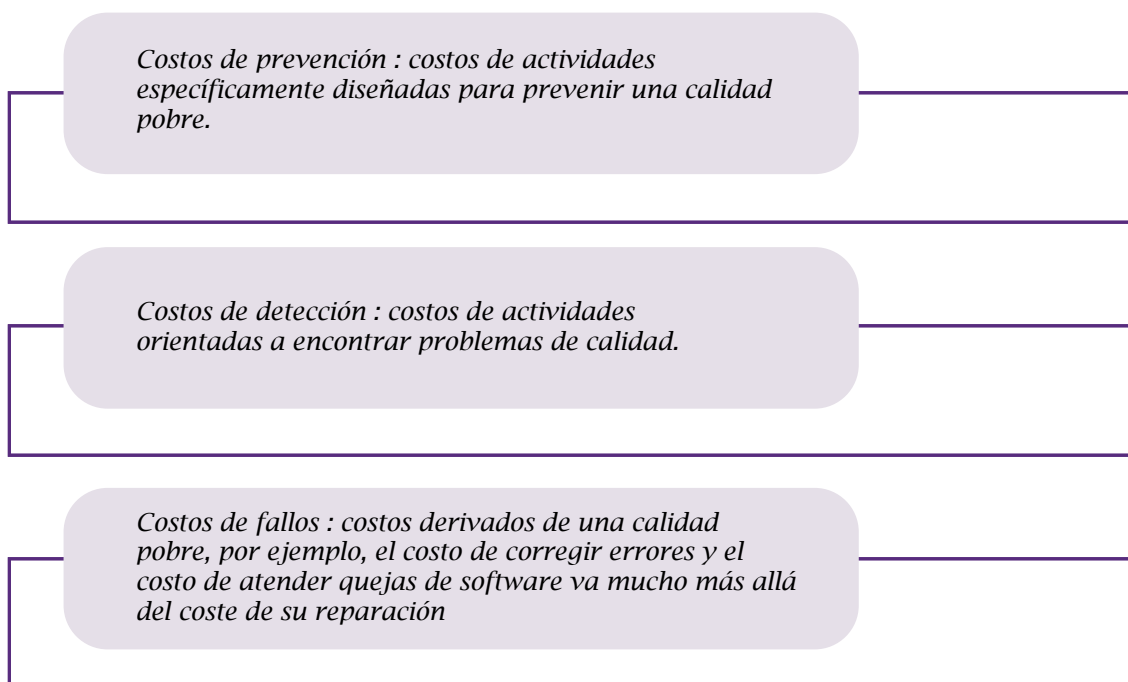 Costos de prevención : costos de actividades
específicamente diseñadas para prevenir una calidad
pobre.
Costos de detección : costos de actividades
orientadas a encontrar problemas de calidad.
Costos de fallos : costos derivados de una calidad
pobre, por ejemplo, el costo de corregir errores y el
costo de atender quejas de software va mucho más allá
del coste de su reparación